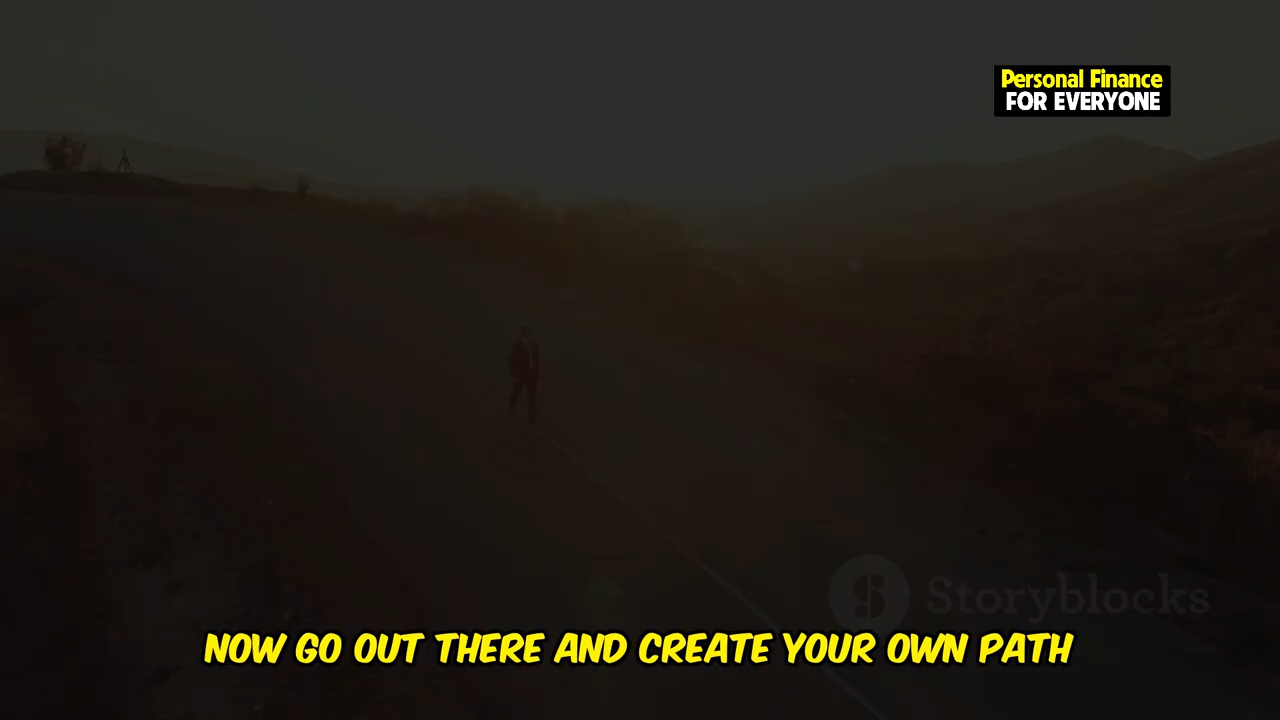 Personal Finance
FOR EVERYONE
Storyblocks
NOW GO OUT THERE AND CREATE YOUR OWN PATH